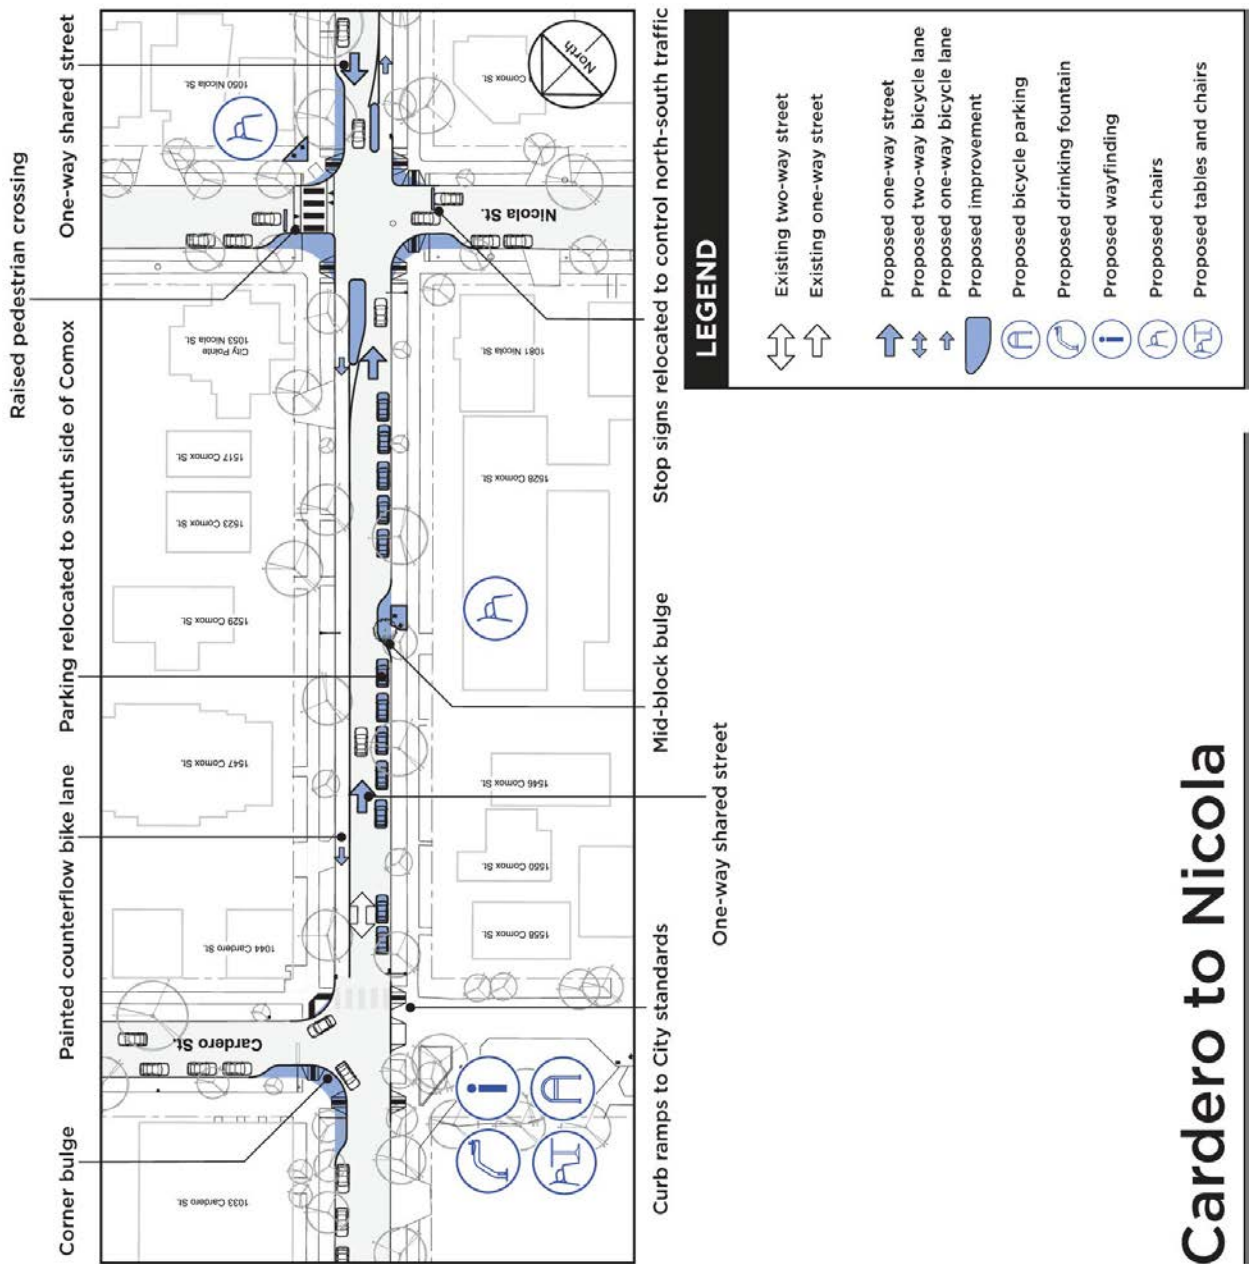 Corner bulge
Painted counterflow bike lane
Parking relocated to south side of Comox
Raised pedestrian crossing
One-way shared street
1033 Cardero St.
Cardero St.
1044 Cardero St.
1547 Comox St.
1529 Comox St.
1523 Comox St.
1517 Comox St.
City Pointe
1053 Nicola St.
1050 Nicola St.
North
Nicola St.
Comox St.
1558 Comox St.
1550 Comox St.
1546 Comox St.
1528 Comox St.
1081 Nicola St.
Curb ramps to City standards
One-way shared street
Mid-block bulge
Stop signs relocated to control north-south traffic
Cardero to Nicola
LEGEND
Existing two-way street
Existing one-way street
Proposed one-way street
Proposed two-way bicycle lane
Proposed one-way bicycle lane
Proposed improvement
Proposed bicycle parking
Proposed drinking fountain
Proposed wayfinding
Proposed chairs
Proposed tables and chairs